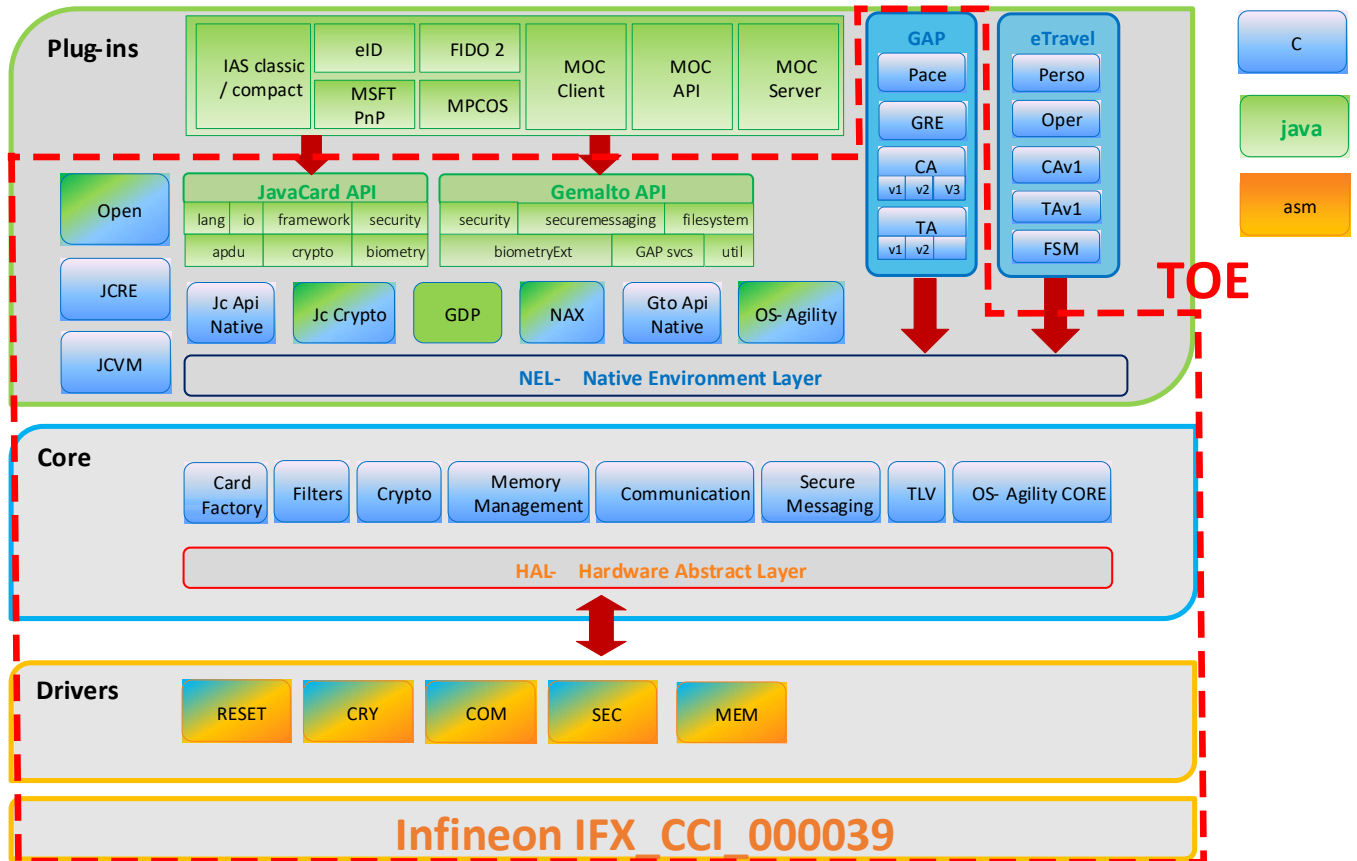 Plug-ins
IAS classic
/ compact
eID
FIDO 2
MSFT
PnP
MPCOS
MOC
Client
MOC
API
MOC
Server
GAP
Pace
GRE
CA
v1 v2 V3
TA
v1 v2
eTravel
Perso
Oper
CAv1
TAv1
FSM
C
java
asm
TOE
Open
JCRE
JCVM
JavaCard API
lang io framework security
apdu crypto biometry
Gemalto API
security securemessaging filesystem
biometryExt GAP svcs util
Jc Api
Native
Jc Crypto
GDP
NAX
Gto Api
Native
OS- Agility
NEL- Native Environment Layer
Core
Card
Factory
Filters
Crypto
Memory
Management
Communication
Secure
Messaging
TLV
OS- Agility CORE
HAL- Hardware Abstract Layer
Drivers
RESET
CRY
COM
SEC
MEM
Infineon IFX_CCI_000039